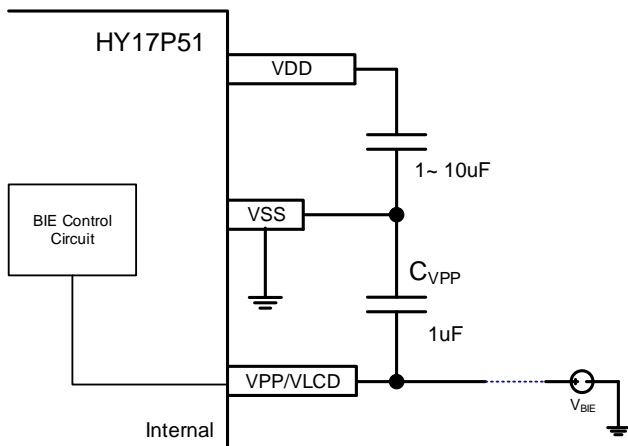 HY17P51
VDD
1~ 10uF
BIE Control
Circuit
VSS
CVPP
1uF
VPP/VLCD
VBIE
Internal